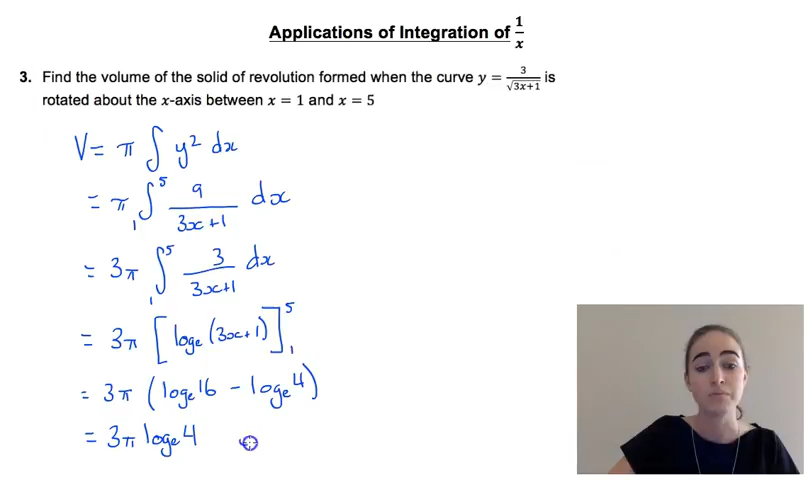 Applications of Integration of 1/x
3. Find the volume of the solid of revolution formed when the curve y = 3/√(3x+1) is
rotated about the x-axis between x = 1 and x = 5
V = π ∫ y² dx
= π ∫₁⁵ 9/(3x+1) dx
= 3π ∫₁⁵ 3/(3x+1) dx
= 3π [logₑ(3x+1)]₁⁵
= 3π (logₑ16 − logₑ4)
= 3π logₑ4